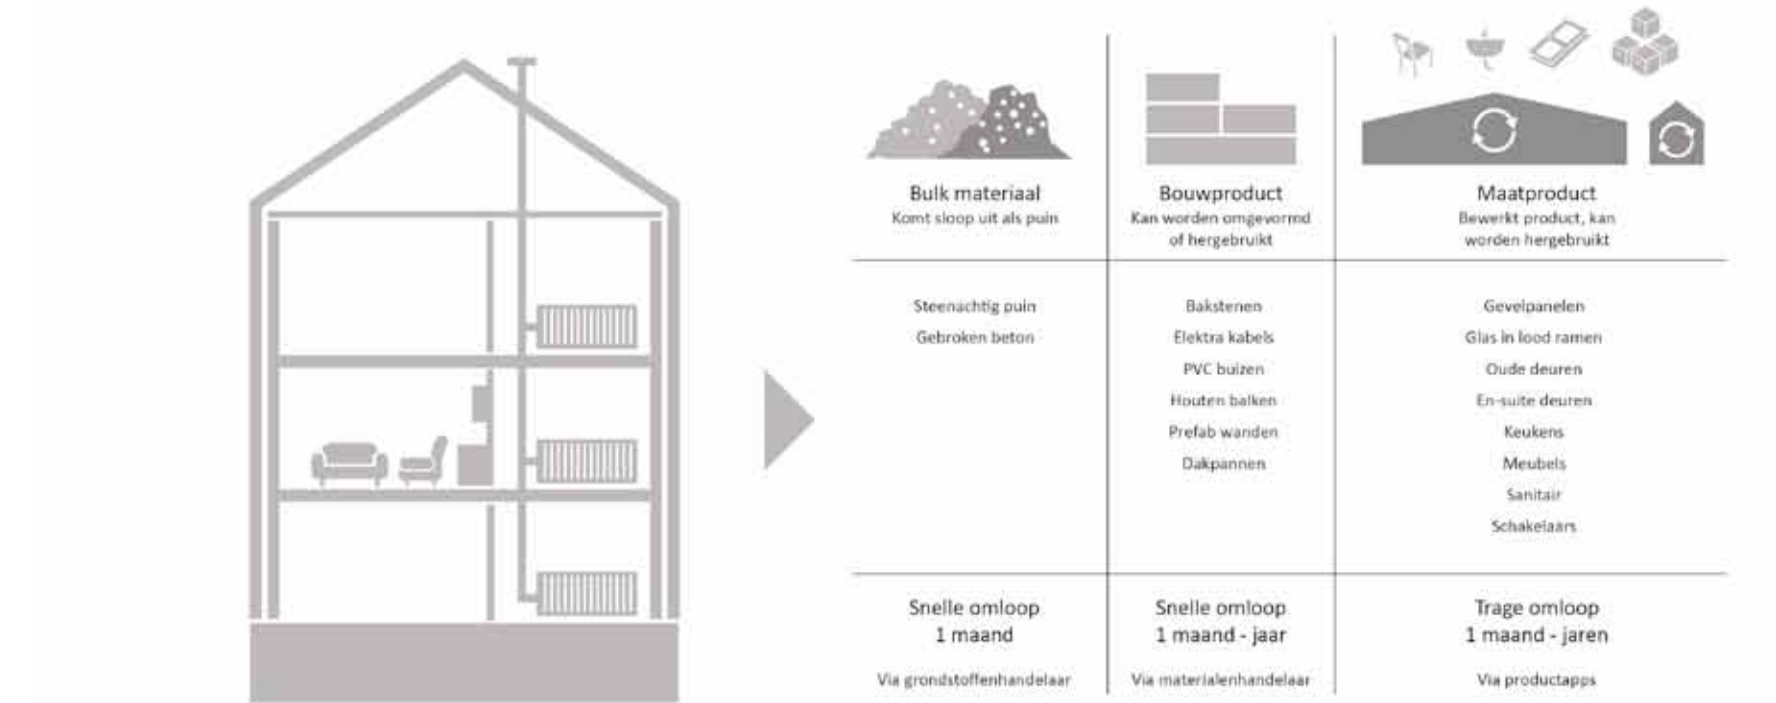 Bulk materiaal
Komt sloop uit als puin
Bouwproduct
Kan worden omgevormd
of hergebruikt
Maatproduct
Bewerkt product, kan
worden hergebruikt
Steenachtig puin
Gebroken beton
Bakstenen
Elektra kabels
PVC buizen
Houten balken
Prefab wanden
Dakpannen
Gevelpanelen
Glas in lood ramen
Oude deuren
En-suite deuren
Keukens
Meubels
Sanitair
Schakelaars
Snelle omloop
1 maand
Via grondstoffenhandelaar
Snelle omloop
1 maand - jaar
Via materialenhandelaar
Trage omloop
1 maand - jaren
Via productapps